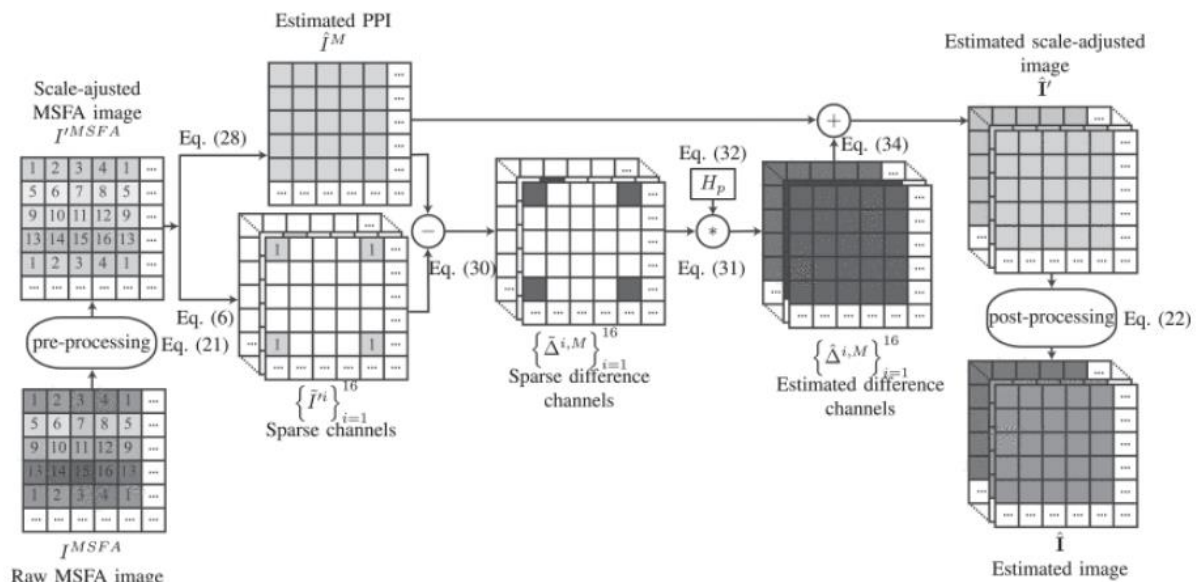 Estimated PPI
Î^M
Scale-ajusted
MSFA image
I'^{MSFA}
Eq. (28)
1 2 3 4 1 ...
5 6 7 8 5 ...
9 10 11 12 9 ...
13 14 15 16 13 ...
1 2 3 4 1 ...
... ... ... ... ... ...
Eq. (6)
pre-processing
Eq. (21)
1 2 3 4 1 ...
5 6 7 8 5 ...
9 10 11 12 9 ...
13 14 15 16 13 ...
1 2 3 4 1 ...
... ... ... ... ... ...
I^{MSFA}
Raw MSFA image
...
...
...
...
...
... ... ... ... ... ...
...
1 1 ...
...
...
...
1 1 ...
... ... ... ... ... ...
{Ĩ'^i}_{i=1}^{16}
Sparse channels
−
Eq. (30)
...
...
...
...
...
...
... ... ... ... ... ...
{Δ̃^{i,M}}_{i=1}^{16}
Sparse difference
channels
Eq. (32)
H_p
*
Eq. (31)
+
Eq. (34)
...
...
...
...
...
...
... ... ... ... ... ...
{Δ̂^{i,M}}_{i=1}^{16}
Estimated difference
channels
Estimated scale-adjusted
image
Î'
...
...
...
...
...
...
... ... ... ... ... ...
post-processing
Eq. (22)
...
...
...
...
...
...
... ... ... ... ... ...
Î
Estimated image